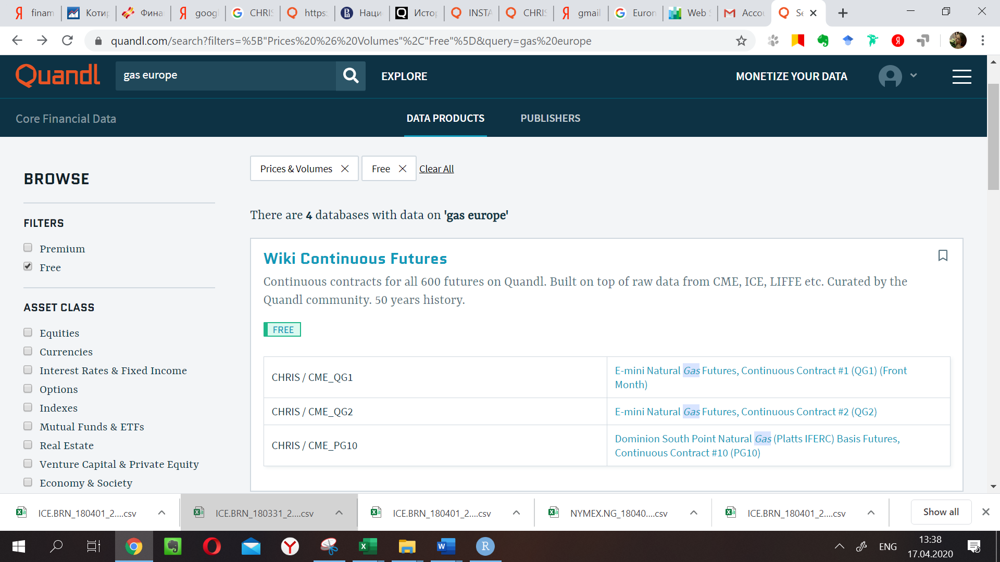 finam
Котир
Фина
googl
CHRIS
https:
Наци
Истор
INSTA
CHRIS
gmail
Euron
Web S
Accou
Se
quandl.com/search?filters=%5B"Prices%20%26%20Volumes"%2C"Free"%5D&query=gas%20europe
Quandl
gas europe
EXPLORE
MONETIZE YOUR DATA
Core Financial Data
DATA PRODUCTS
PUBLISHERS
Prices & Volumes
Free
Clear All
BROWSE
There are 4 databases with data on 'gas europe'
FILTERS
Premium
Free
ASSET CLASS
Equities
Currencies
Interest Rates & Fixed Income
Options
Indexes
Mutual Funds & ETFs
Real Estate
Venture Capital & Private Equity
Economy & Society
Wiki Continuous Futures
Continuous contracts for all 600 futures on Quandl. Built on top of raw data from CME, ICE, LIFFE etc. Curated by the
Quandl community. 50 years history.
FREE
CHRIS / CME_QG1
E-mini Natural Gas Futures, Continuous Contract #1 (QG1) (Front
Month)
CHRIS / CME_QG2
E-mini Natural Gas Futures, Continuous Contract #2 (QG2)
CHRIS / CME_PG10
Dominion South Point Natural Gas (Platts IFERC) Basis Futures,
Continuous Contract #10 (PG10)
ICE.BRN_180401_2....csv
ICE.BRN_180331_2....csv
ICE.BRN_180401_2....csv
NYMEX.NG_18040....csv
ICE.BRN_180401_2....csv
Show all
ENG
13:38
17.04.2020